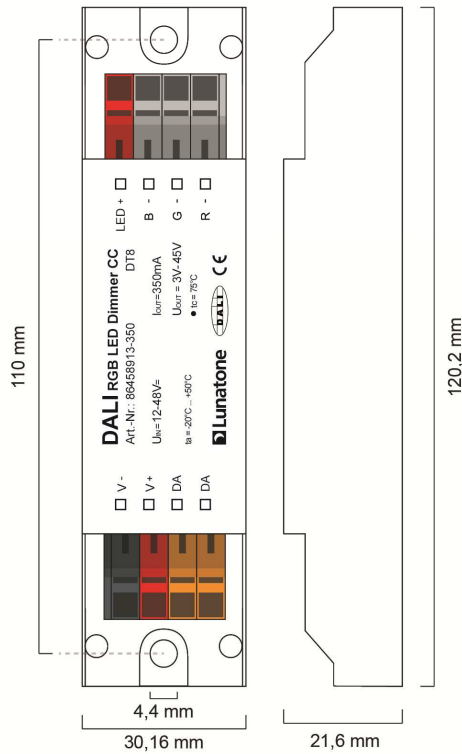 LED +
B -
G -
R -
DALI RGB LED Dimmer CC
Art.-Nr.: 86458913-350 DT8
UIN=12-48V= IOUT=350mA
UOUT = 3V-45V
ta = -20°C ... +50°C ● tc = 75°C
Lunatone DALI CE
V -
V +
DA
DA
110 mm
120,2 mm
4,4 mm
30,16 mm
21,6 mm